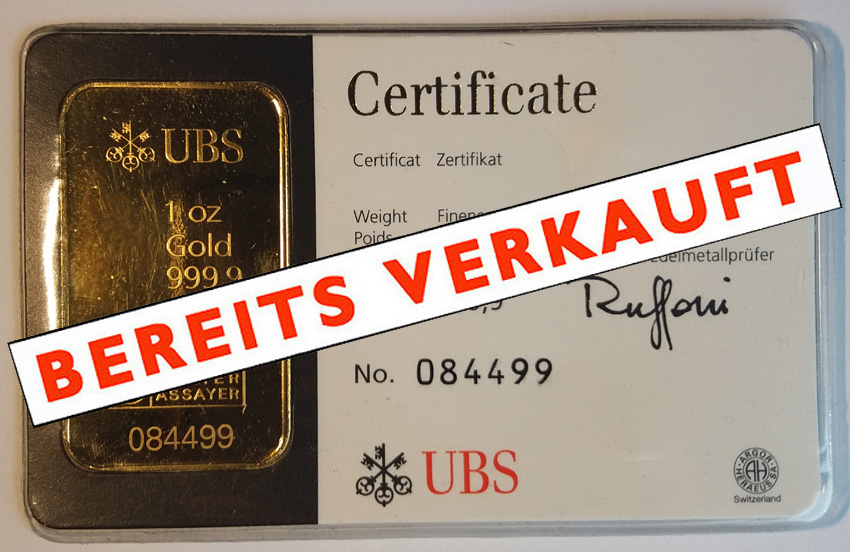 UBS
1 oz
Gold
999.9
ASSAYER
084499
Certificate
Certificat Zertifikat
Weight
Poids
BEREITS VERKAUFT
Ruffoni
No. 084499
UBS
ARGOR-HERAEUS SA
AH
Switzerland